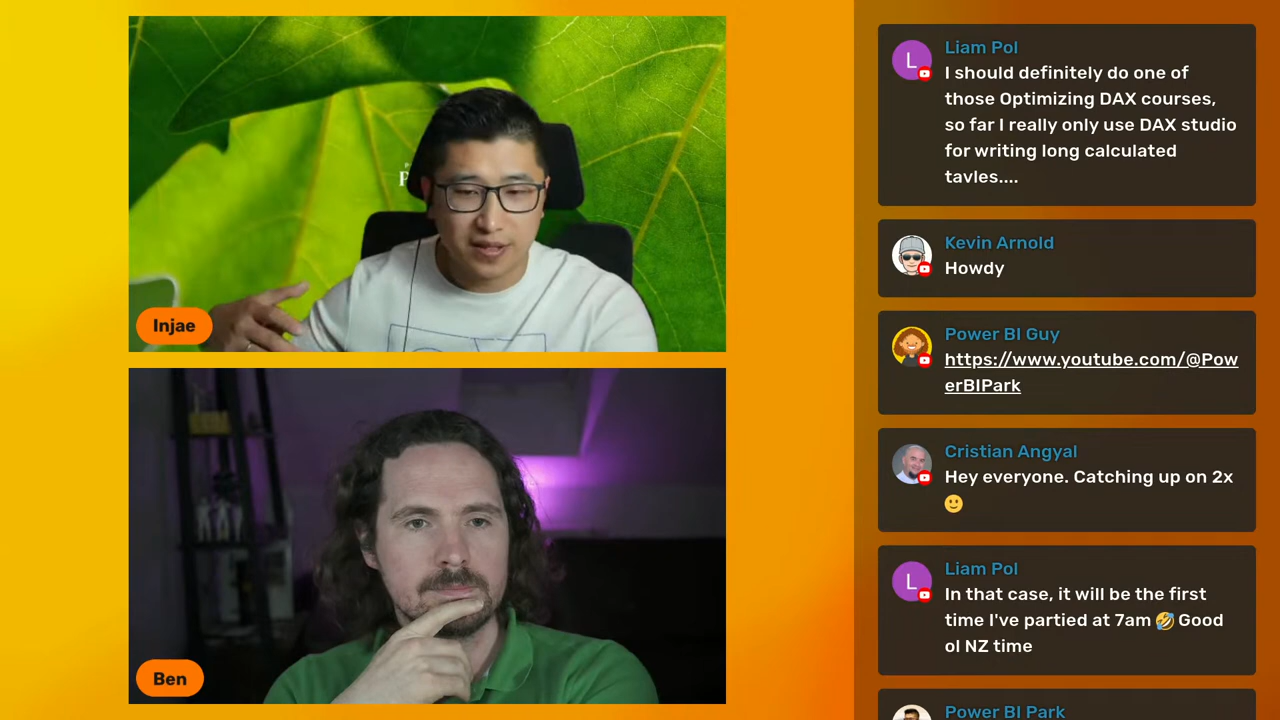 Injae
Ben
L
Liam Pol
I should definitely do one of
those Optimizing DAX courses,
so far I really only use DAX studio
for writing long calculated
tavles....
Kevin Arnold
Howdy
Power BI Guy
https://www.youtube.com/@Pow
erBIPark
Cristian Angyal
Hey everyone. Catching up on 2x
🙂
L
Liam Pol
In that case, it will be the first
time I've partied at 7am 🤣 Good
ol NZ time
Power BI Park